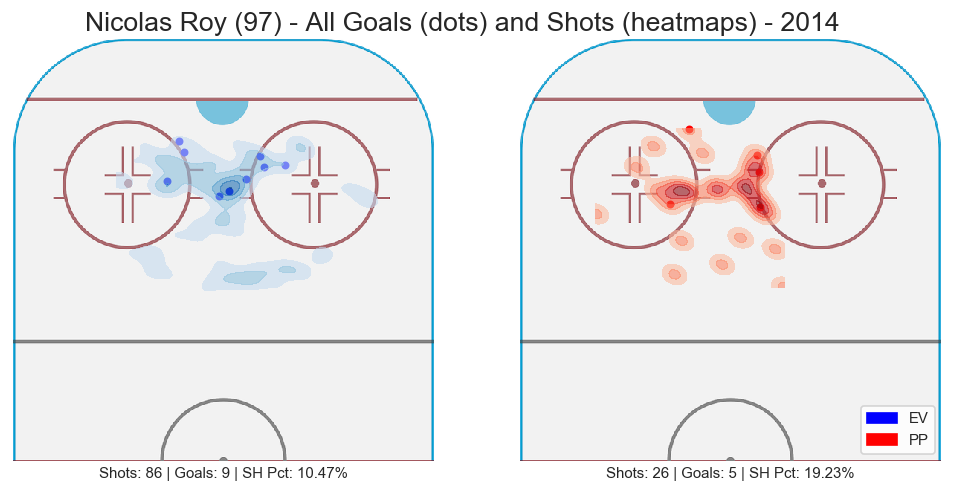 Nicolas Roy (97) - All Goals (dots) and Shots (heatmaps) - 2014
EV
PP
Shots: 86 | Goals: 9 | SH Pct: 10.47%
Shots: 26 | Goals: 5 | SH Pct: 19.23%